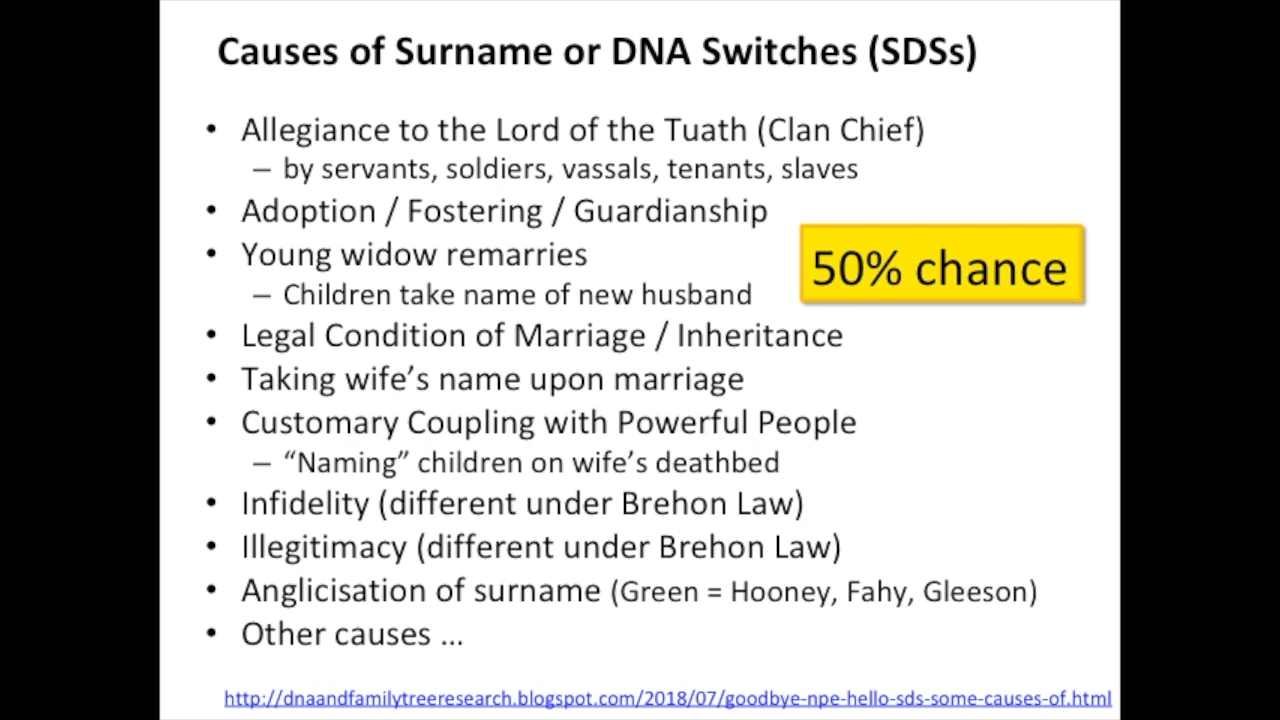 Causes of Surname or DNA Switches (SDSs)
• Allegiance to the Lord of the Tuath (Clan Chief)
– by servants, soldiers, vassals, tenants, slaves
• Adoption / Fostering / Guardianship
• Young widow remarries
50% chance
– Children take name of new husband
• Legal Condition of Marriage / Inheritance
• Taking wife’s name upon marriage
• Customary Coupling with Powerful People
– “Naming” children on wife’s deathbed
• Infidelity (different under Brehon Law)
• Illegitimacy (different under Brehon Law)
• Anglicisation of surname (Green = Hooney, Fahy, Gleeson)
• Other causes ...
http://dnaandfamilytreeresearch.blogspot.com/2018/07/goodbye-npe-hello-sds-some-causes-of.html